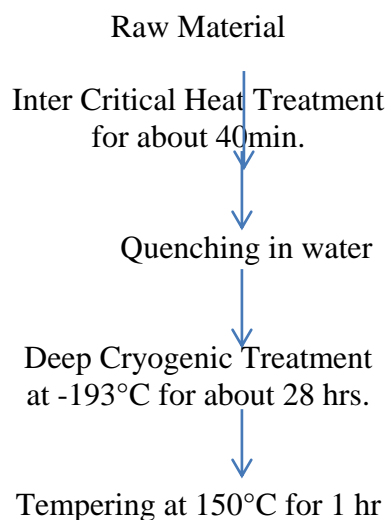 Raw Material
Inter Critical Heat Treatment
for about 40min.
Quenching in water
Deep Cryogenic Treatment
at -193°C for about 28 hrs.
Tempering at 150°C for 1 hr